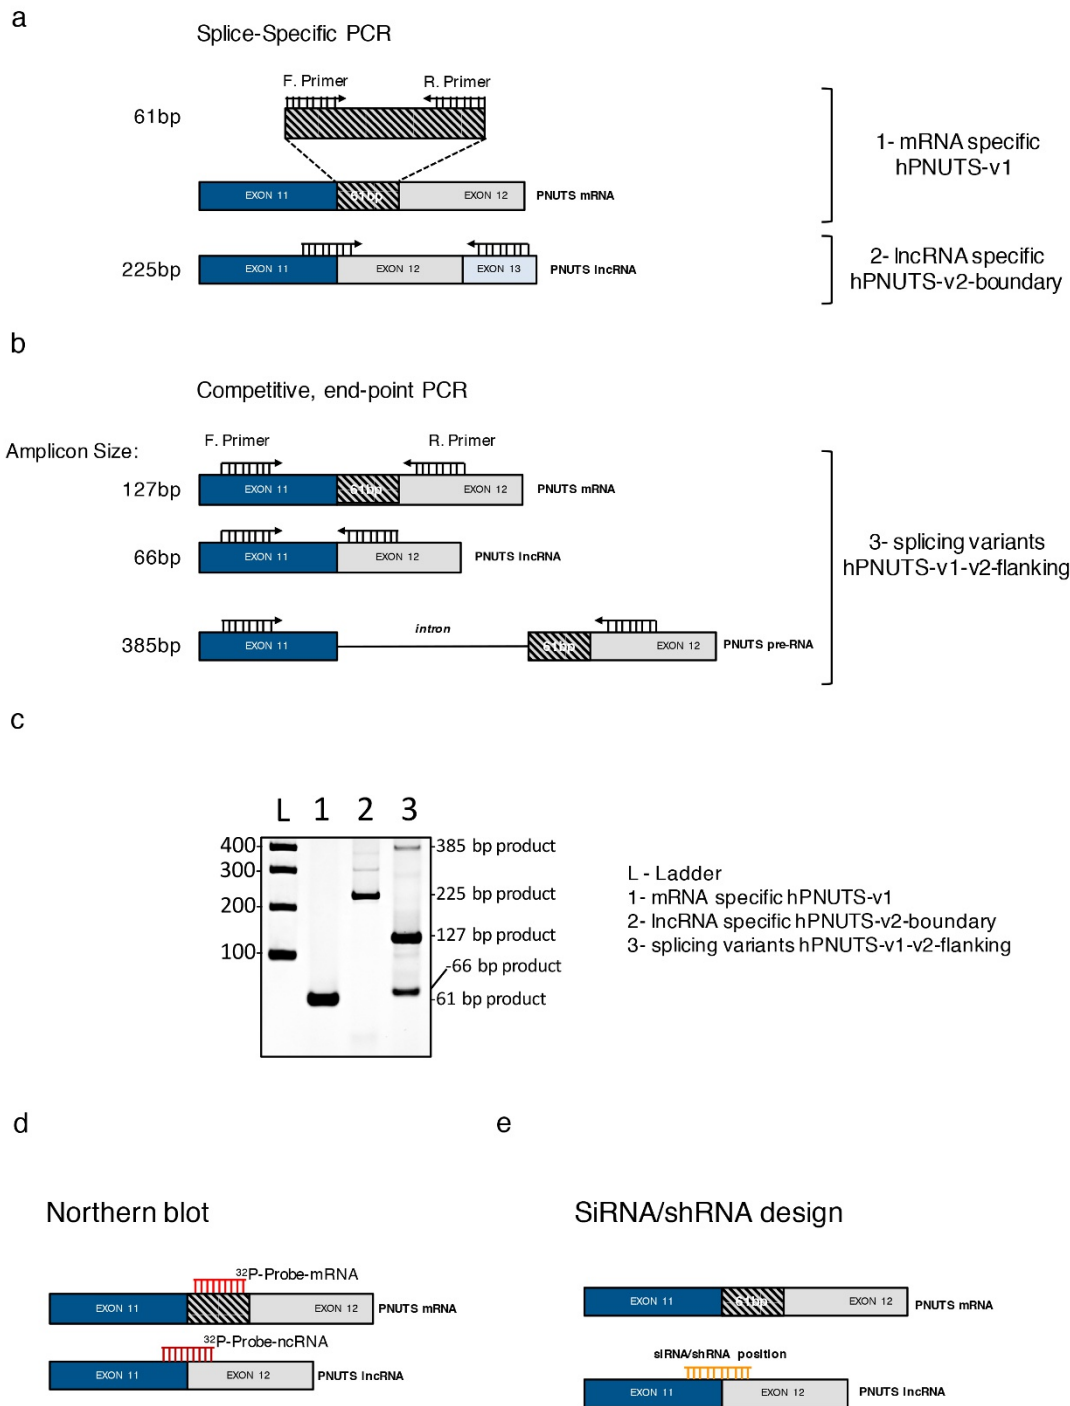 a
Splice-Specific PCR
F. Primer R. Primer
61bp
1- mRNA specific
hPNUTS-v1
EXON 11 61bp EXON 12 PNUTS mRNA
225bp EXON 11 EXON 12 EXON 13 PNUTS lncRNA
2- lncRNA specific
hPNUTS-v2-boundary
b
Competitive, end-point PCR
Amplicon Size:
F. Primer R. Primer
127bp EXON 11 61bp EXON 12 PNUTS mRNA
66bp EXON 11 EXON 12 PNUTS lncRNA
3- splicing variants
hPNUTS-v1-v2-flanking
intron
385bp EXON 11 61bp EXON 12 PNUTS pre-RNA
c
L 1 2 3
400- -385 bp product
300-
200- -225 bp product
-127 bp product
100-
-66 bp product
-61 bp product
L - Ladder
1- mRNA specific hPNUTS-v1
2- lncRNA specific hPNUTS-v2-boundary
3- splicing variants hPNUTS-v1-v2-flanking
d
Northern blot
32P-Probe-mRNA
EXON 11 EXON 12 PNUTS mRNA
32P-Probe-ncRNA
EXON 11 EXON 12 PNUTS lncRNA
e
SiRNA/shRNA design
EXON 11 61bp EXON 12 PNUTS mRNA
siRNA/shRNA position
EXON 11 EXON 12 PNUTS lncRNA